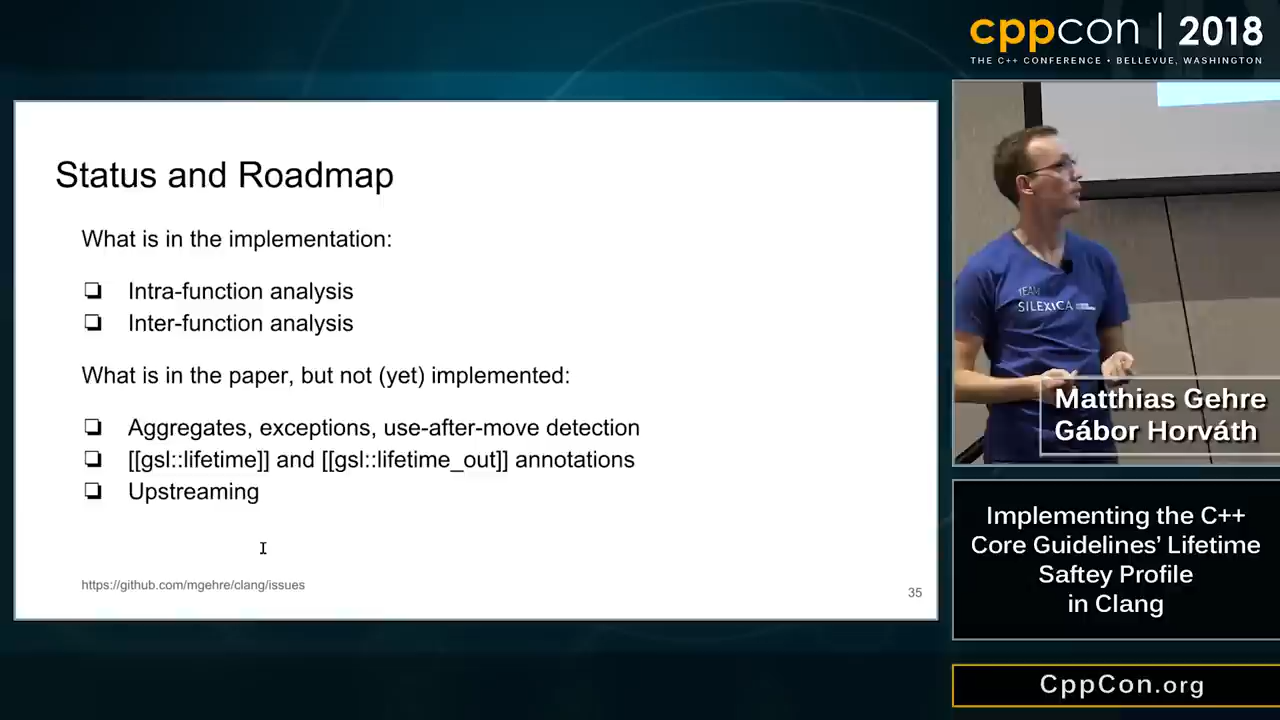 cppcon | 2018
THE C++ CONFERENCE • BELLEVUE, WASHINGTON
Status and Roadmap
What is in the implementation:
❏ Intra-function analysis
❏ Inter-function analysis
What is in the paper, but not (yet) implemented:
❏ Aggregates, exceptions, use-after-move detection
❏ [[gsl::lifetime]] and [[gsl::lifetime_out]] annotations
❏ Upstreaming
https://github.com/mgehre/clang/issues
35
TEAM
SILEXICA
Matthias Gehre
Gábor Horváth
Implementing the C++
Core Guidelines' Lifetime
Saftey Profile
in Clang
CppCon.org